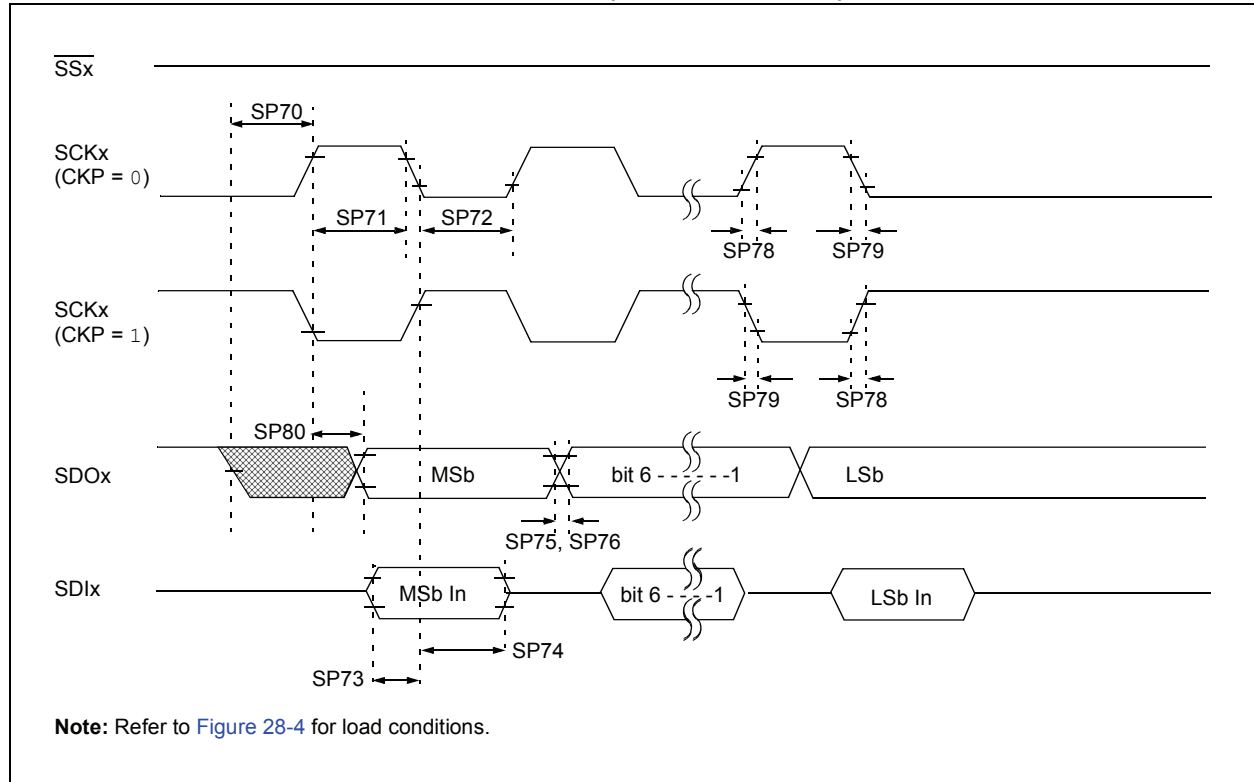 SSx
SP70
SCKx
(CKP = 0)
SP71
SP72
SP78
SP79
SCKx
(CKP = 1)
SP79
SP78
SP80
SDOx
MSb
bit 6 - - - - - -1
LSb
SP75, SP76
SDIx
MSb In
bit 6 - - - - -1
LSb In
SP74
SP73
Note: Refer to Figure 28-4 for load conditions.